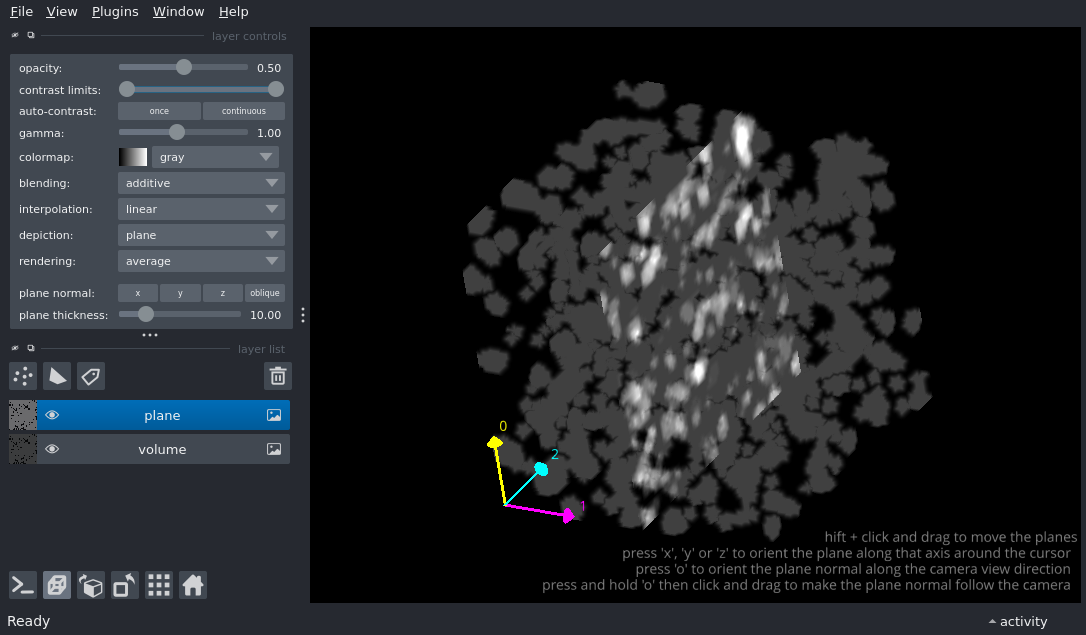 File View Plugins Window Help
layer controls
opacity: 0.50
contrast limits:
auto-contrast: once continuous
gamma: 1.00
colormap: gray
blending: additive
interpolation: linear
depiction: plane
rendering: average
plane normal: x y z oblique
plane thickness: 10.00
layer list
plane
volume
0
2
1
hift + click and drag to move the planes
press 'x', 'y' or 'z' to orient the plane along that axis around the cursor
press 'o' to orient the plane normal along the camera view direction
press and hold 'o' then click and drag to make the plane normal follow the camera
Ready activity